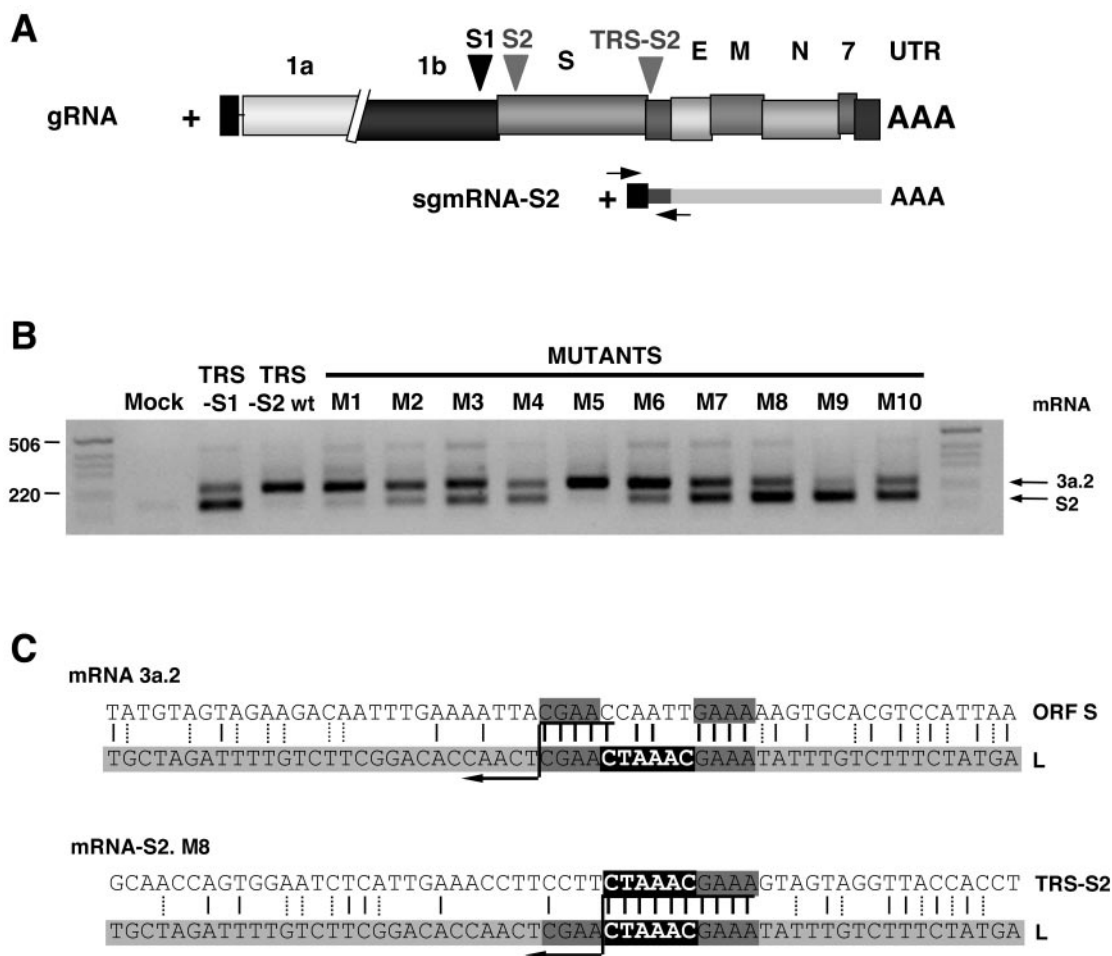 A
S1 S2 TRS-S2
1a 1b S E M N 7 UTR
gRNA + AAA
sgmRNA-S2 + AAA
B
MUTANTS
TRS TRS
Mock -S1 -S2 wt M1 M2 M3 M4 M5 M6 M7 M8 M9 M10 mRNA
506
220 3a.2
S2
C
mRNA 3a.2
TATGTAGTAGAAGACAATTTGAAAATTACGAACCAATTGAAAAAGTGCACGTCCATTAA ORF S
TGCTAGATTTTGTCTTCGGACACCAACTCGAACTAAACGAAATATTTGTCTTTCTATGA L
mRNA-S2. M8
GCAACCAGTGGAATCTCATTGAAACCTTCCTTCTAAACGAAAGTAGTAGGTTACCACCT TRS-S2
TGCTAGATTTTGTCTTCGGACACCAACTCGAACTAAACGAAATATTTGTCTTTCTATGA L